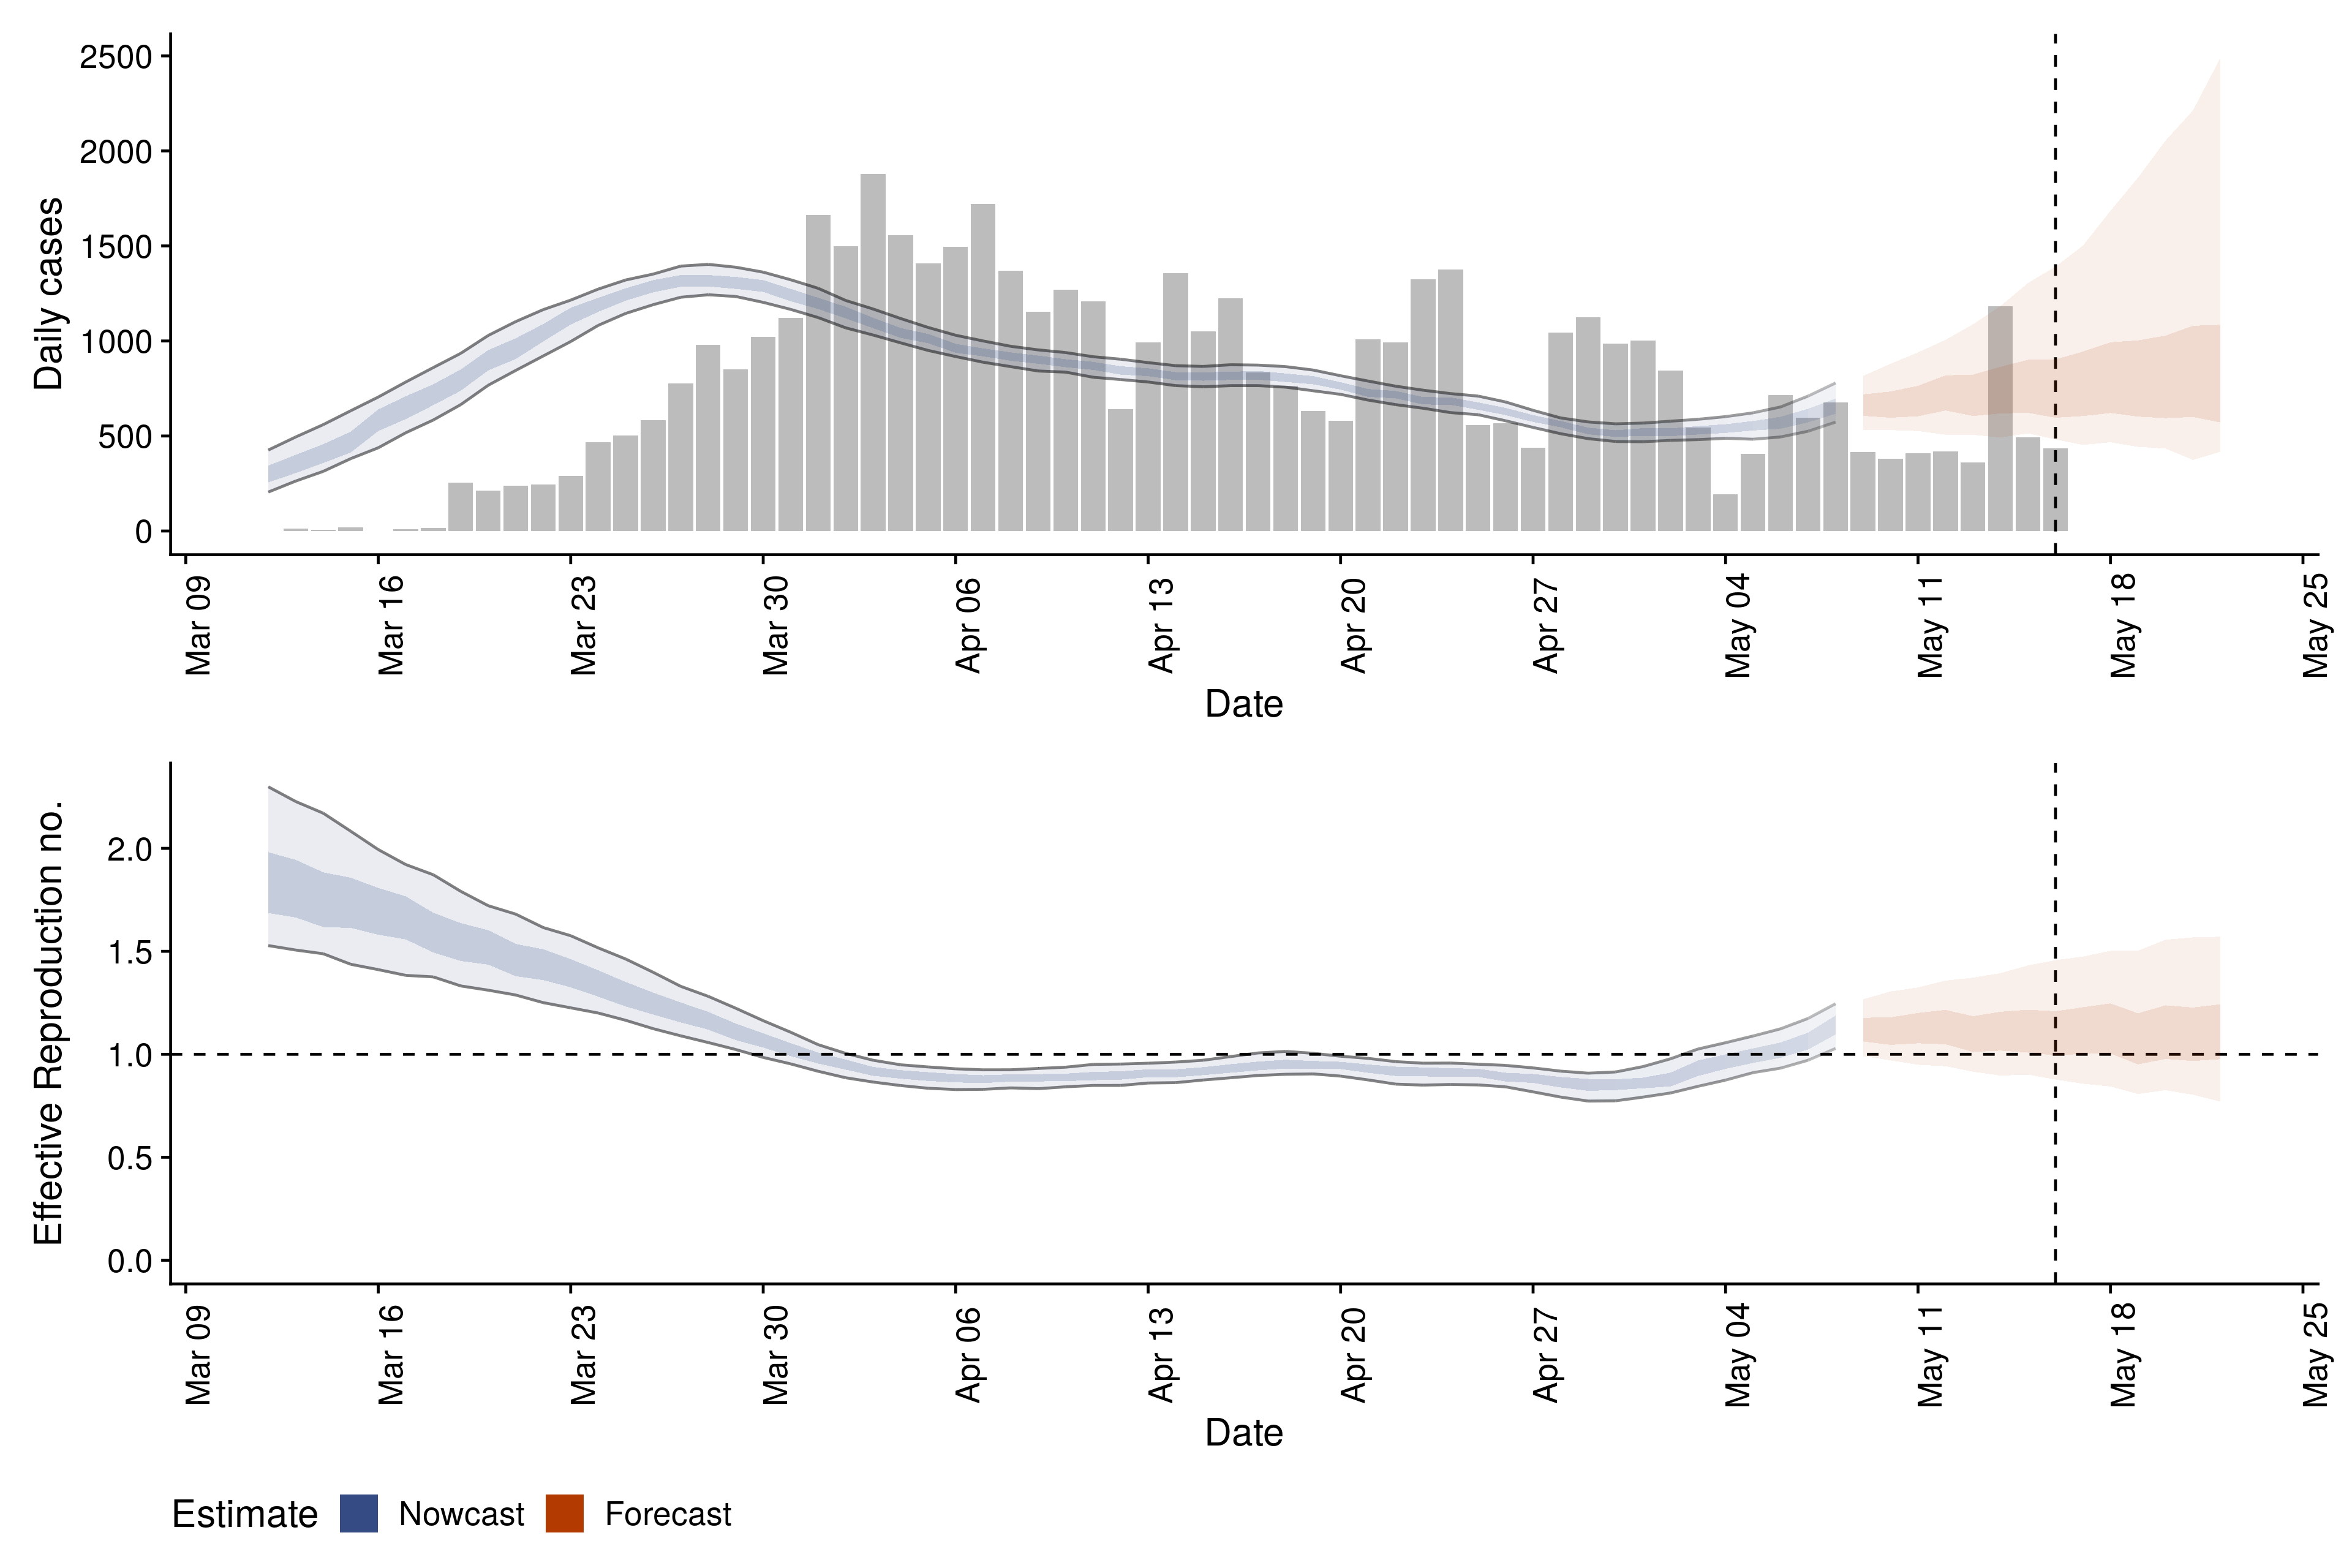 Daily cases
2500
2000
1500
1000
500
0
Mar 09
Mar 16
Mar 23
Mar 30
Apr 06
Apr 13
Apr 20
Apr 27
May 04
May 11
May 18
May 25
Date
Effective Reproduction no.
2.0
1.5
1.0
0.5
0.0
Mar 09
Mar 16
Mar 23
Mar 30
Apr 06
Apr 13
Apr 20
Apr 27
May 04
May 11
May 18
May 25
Date
Estimate Nowcast Forecast